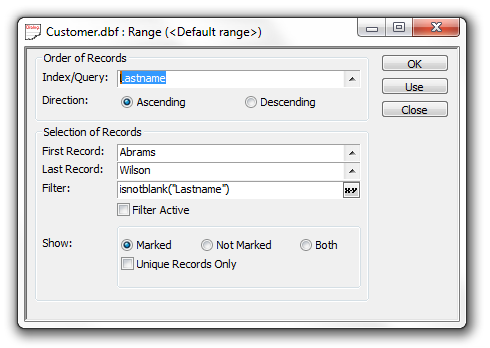 Customer.dbf : Range (<Default range>)
Order of Records
Index/Query: Lastname
Direction: Ascending Descending
OK
Use
Close
Selection of Records
First Record: Abrams
Last Record: Wilson
Filter: isnotblank("Lastname") x=y
Filter Active
Show: Marked Not Marked Both
Unique Records Only